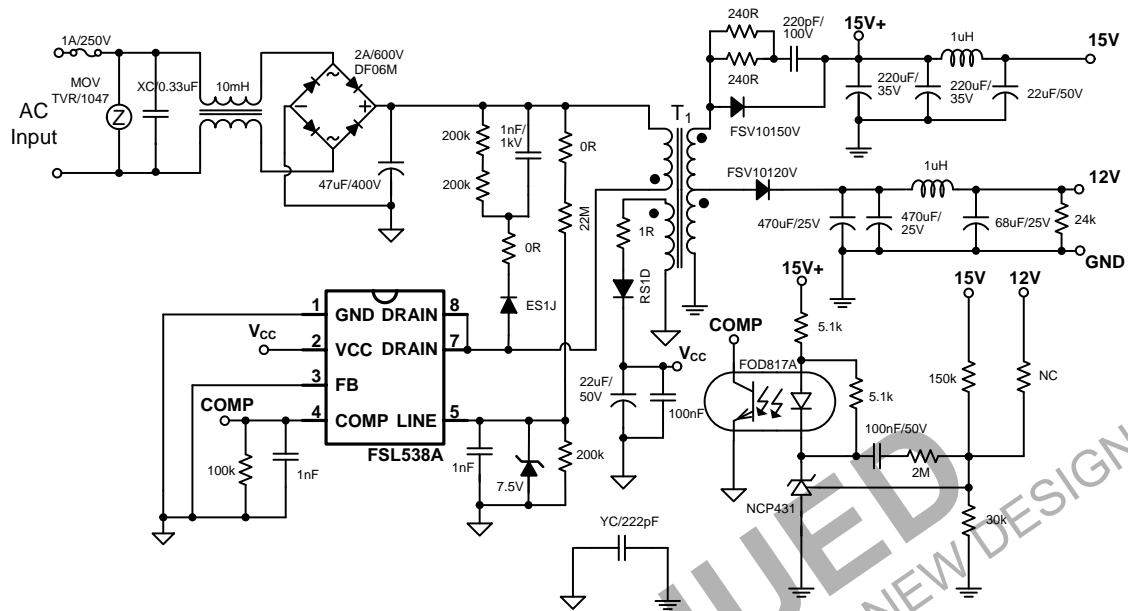 1A/250V
MOV
TVR/1047
Z
XC/0.33uF
10mH
AC
Input
2A/600V
DF06M
~
~
−
+
47uF/400V
200k
200k
1nF/
1kV
0R
0R
22M
ES1J
T1
1R
RS1D
240R
240R
220pF/
100V
FSV10150V
15V+
220uF/
35V
220uF/
35V
1uH
22uF/50V
15V
FSV10120V
470uF/25V
470uF/
25V
1uH
68uF/25V
24k
12V
GND
1 GND DRAIN 8
2 VCC DRAIN 7
3 FB
4 COMP LINE 5
FSL538A
VCC
COMP
100k
1nF
1nF
7.5V
200k
22uF/
50V
100nF
VCC
COMP
FOD817A
15V+
5.1k
5.1k
100nF/50V
2M
NCP431
15V
12V
150k
NC
30k
YC/222pF
UED
NEW DESIGN